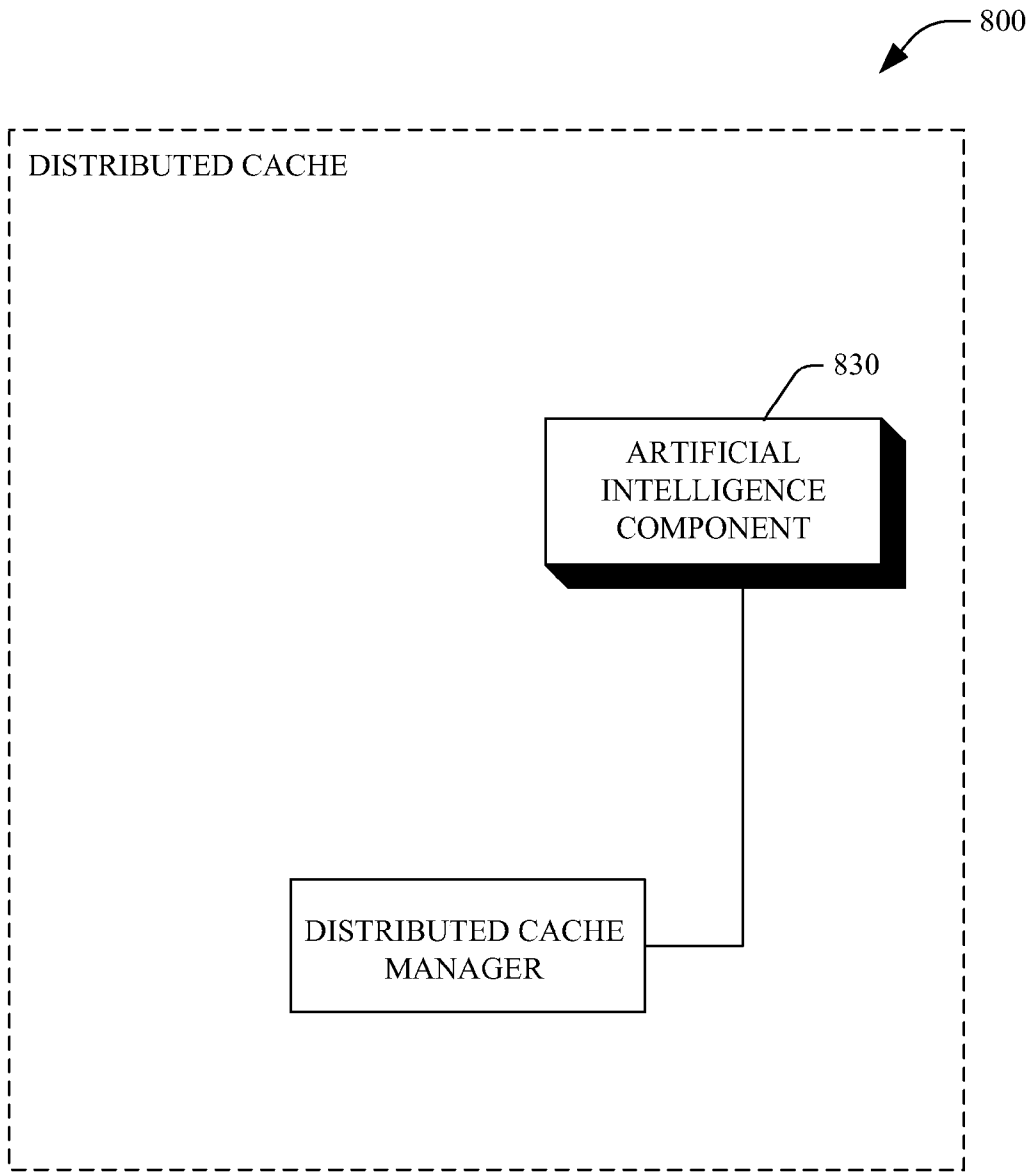 800
DISTRIBUTED CACHE
830
ARTIFICIAL
INTELLIGENCE
COMPONENT
DISTRIBUTED CACHE
MANAGER